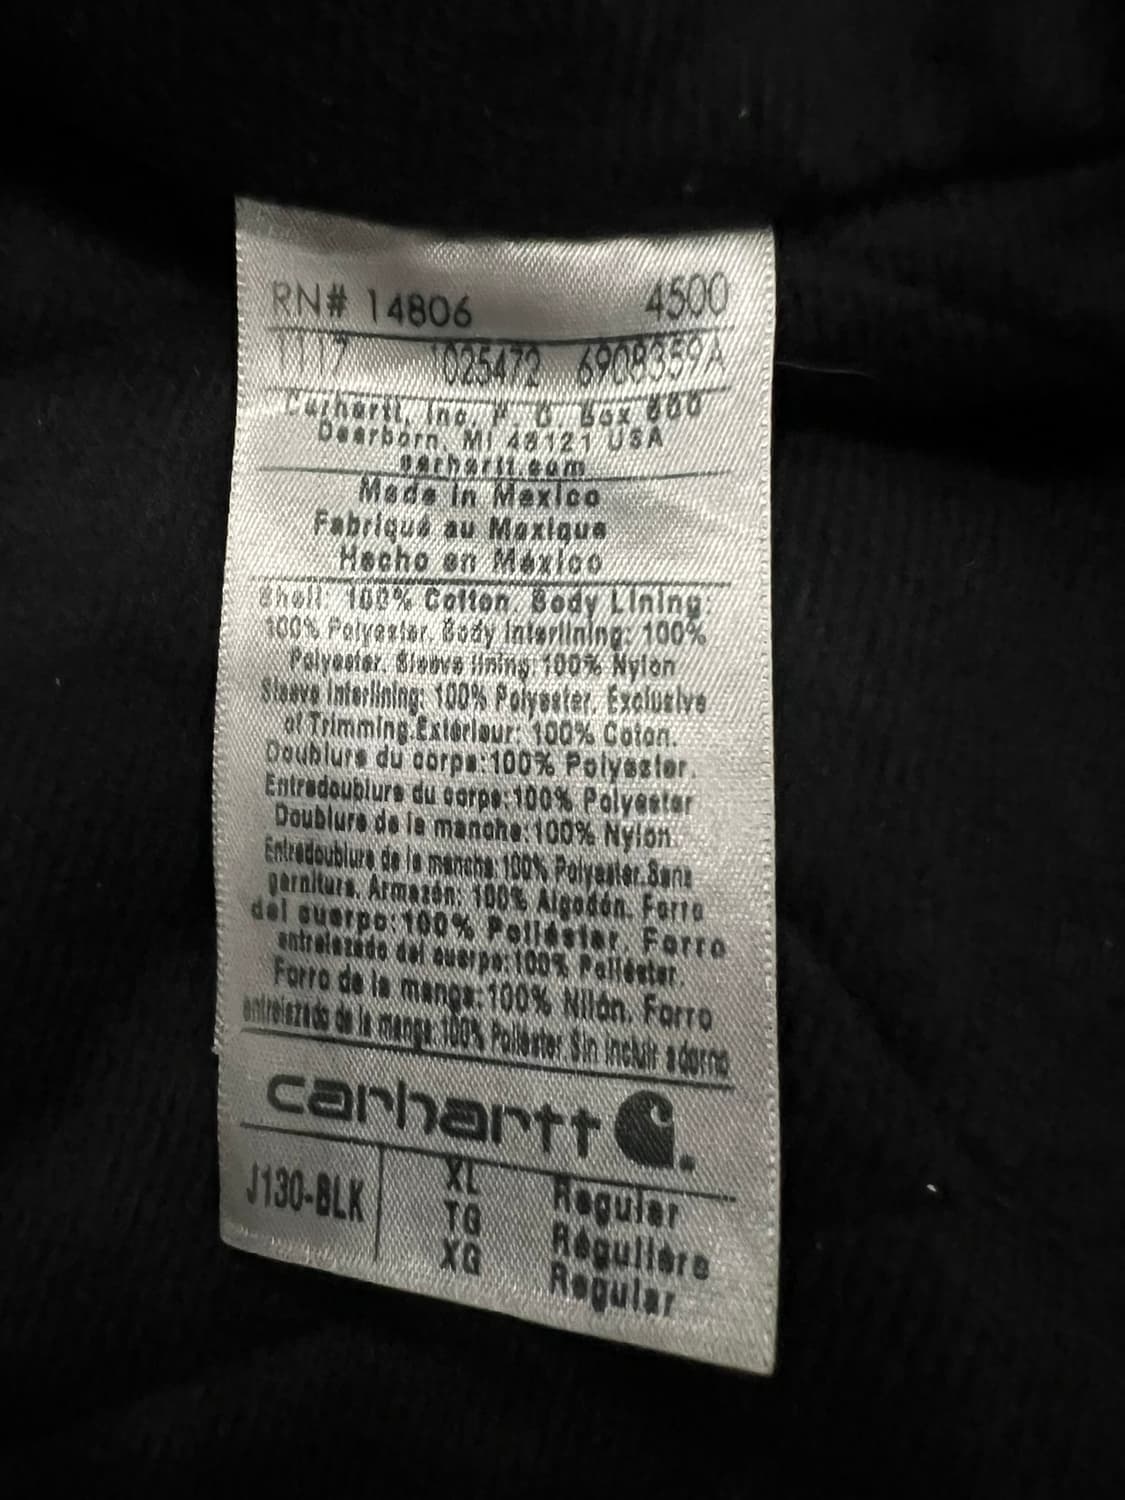 RN# 14806 4500
1117 1025472 6908359A
Carhartt, Inc. P. O. Box 600
Dearborn, MI 48121 USA
carhartt.com
Made in Mexico
Fabriqué au Mexique
Hecho en México
Shell: 100% Cotton. Body Lining:
100% Polyester. Body Interlining: 100%
Polyester. Sleeve lining: 100% Nylon
Sleeve Interlining: 100% Polyester. Exclusive
of Trimming.Exterieur: 100% Coton.
Doublure du corps:100% Polyester.
Entredoublure du corps:100% Polyester
Doublure de la manche:100% Nylon.
Entredoublure de la manche:100% Polyester.Sans
garniture. Armazón: 100% Algodón. Forro
del cuerpo:100% Poliéster. Forro
entrelazado del cuerpo:100% Poliéster.
Forro de la manga:100% Nilón. Forro
entrelazado de la manga:100% Poliéster Sin incluir adorno
carhartt
J130-BLK XL Regular
TG Régulière
XG Regular